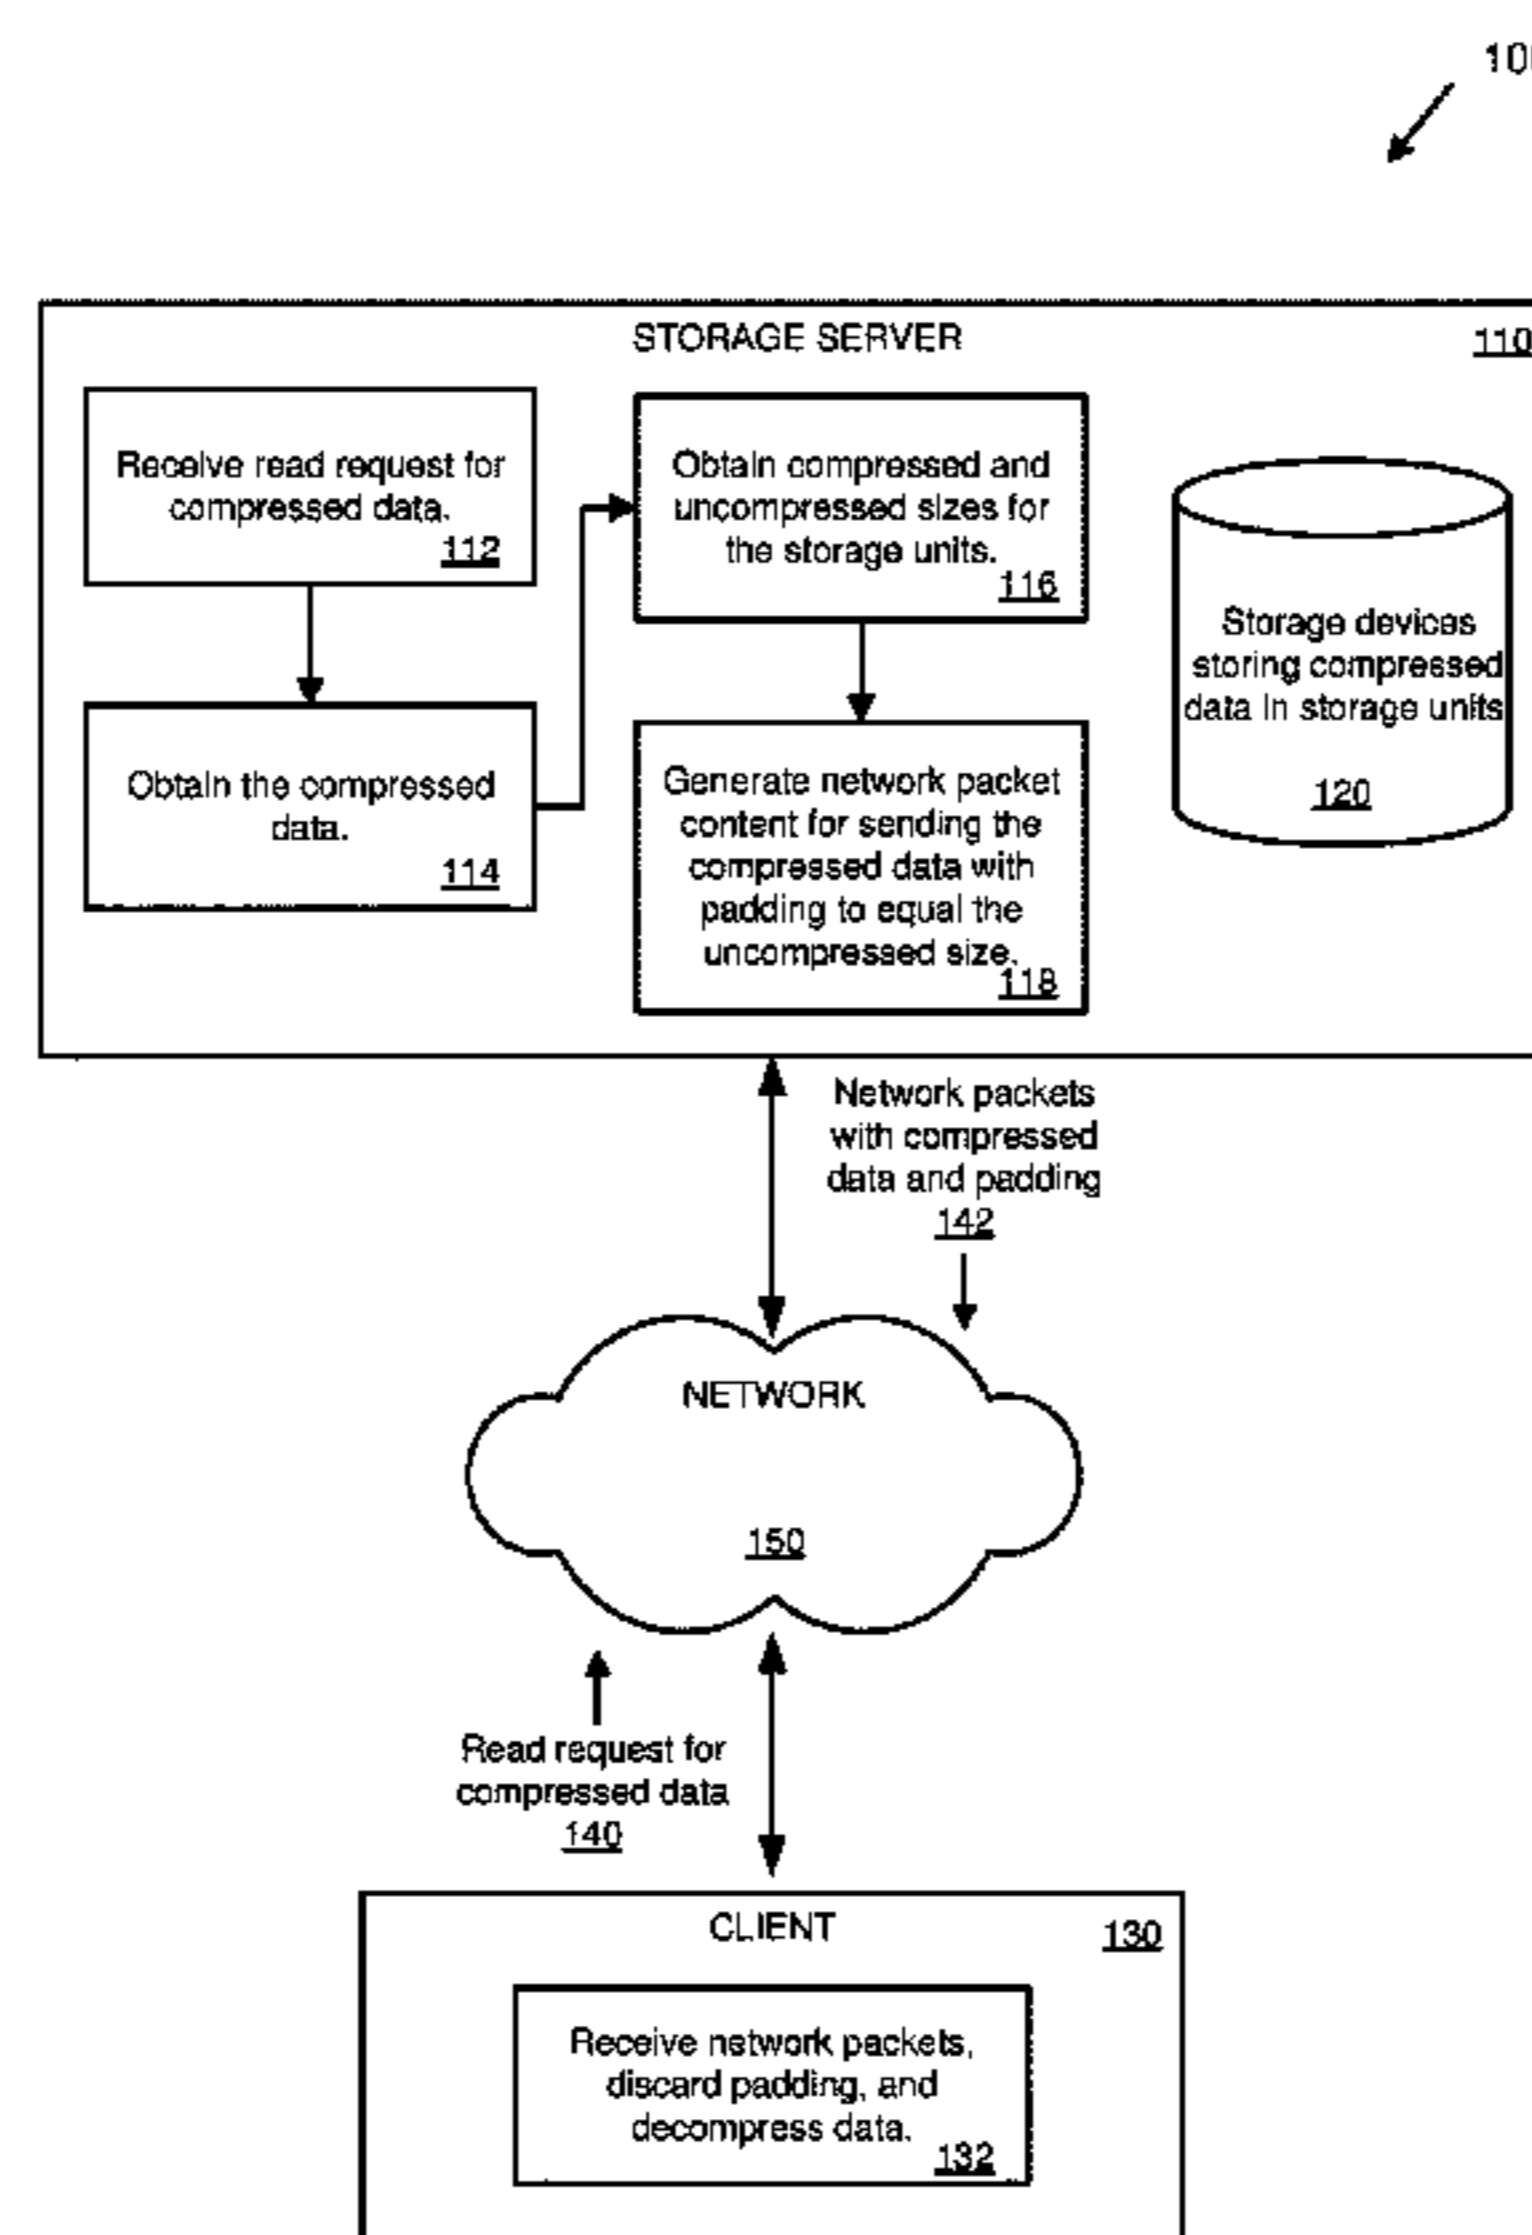 STORAGE SERVER
110
Receive read request for
compressed data.
112
Obtain the compressed
data.
114
Obtain compressed and
uncompressed sizes for
the storage units.
116
Generate network packet
content for sending the
compressed data with
padding to equal the
uncompressed size.
118
Storage devices
storing compressed
data in storage units
120
Network packets
with compressed
data and padding
142
NETWORK
150
Read request for
compressed data
140
CLIENT
130
Receive network packets,
discard padding, and
decompress data.
132